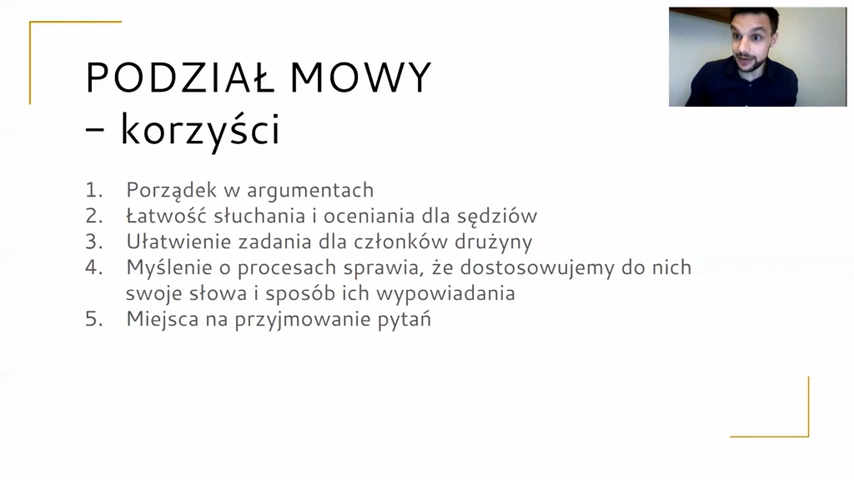 PODZIAŁ MOWY
- korzyści
1. Porządek w argumentach
2. Łatwość słuchania i oceniania dla sędziów
3. Ułatwienie zadania dla członków drużyny
4. Myślenie o procesach sprawia, że dostosowujemy do nich
swoje słowa i sposób ich wypowiadania
5. Miejsca na przyjmowanie pytań